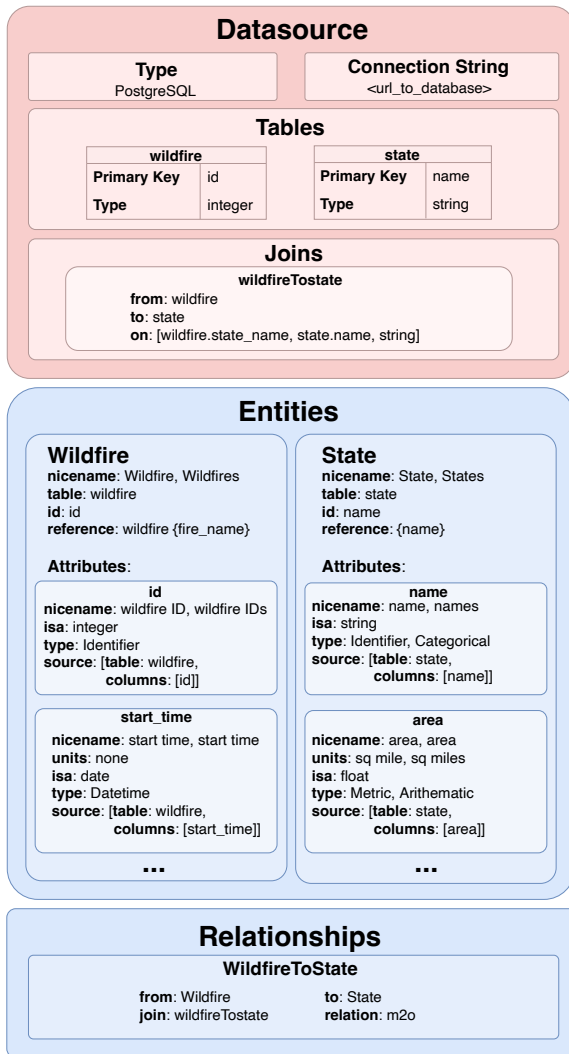 Datasource
Type
PostgreSQL
Connection String
<url_to_database>
Tables
wildfire
Primary Key id
Type integer
state
Primary Key name
Type string
Joins
wildfireTostate
from: wildfire
to: state
on: [wildfire.state_name, state.name, string]
Entities
Wildfire
nicename: Wildfire, Wildfires
table: wildfire
id: id
reference: wildfire {fire_name}
Attributes:
id
nicename: wildfire ID, wildfire IDs
isa: integer
type: Identifier
source: [table: wildfire,
columns: [id]]
start_time
nicename: start time, start time
units: none
isa: date
type: Datetime
source: [table: wildfire,
columns: [start_time]]
...
State
nicename: State, States
table: state
id: name
reference: {name}
Attributes:
name
nicename: name, names
isa: string
type: Identifier, Categorical
source: [table: state,
columns: [name]]
area
nicename: area, area
units: sq mile, sq miles
isa: float
type: Metric, Arithematic
source: [table: state,
columns: [area]]
...
Relationships
WildfireToState
from: Wildfire to: State
join: wildfireTostate relation: m2o